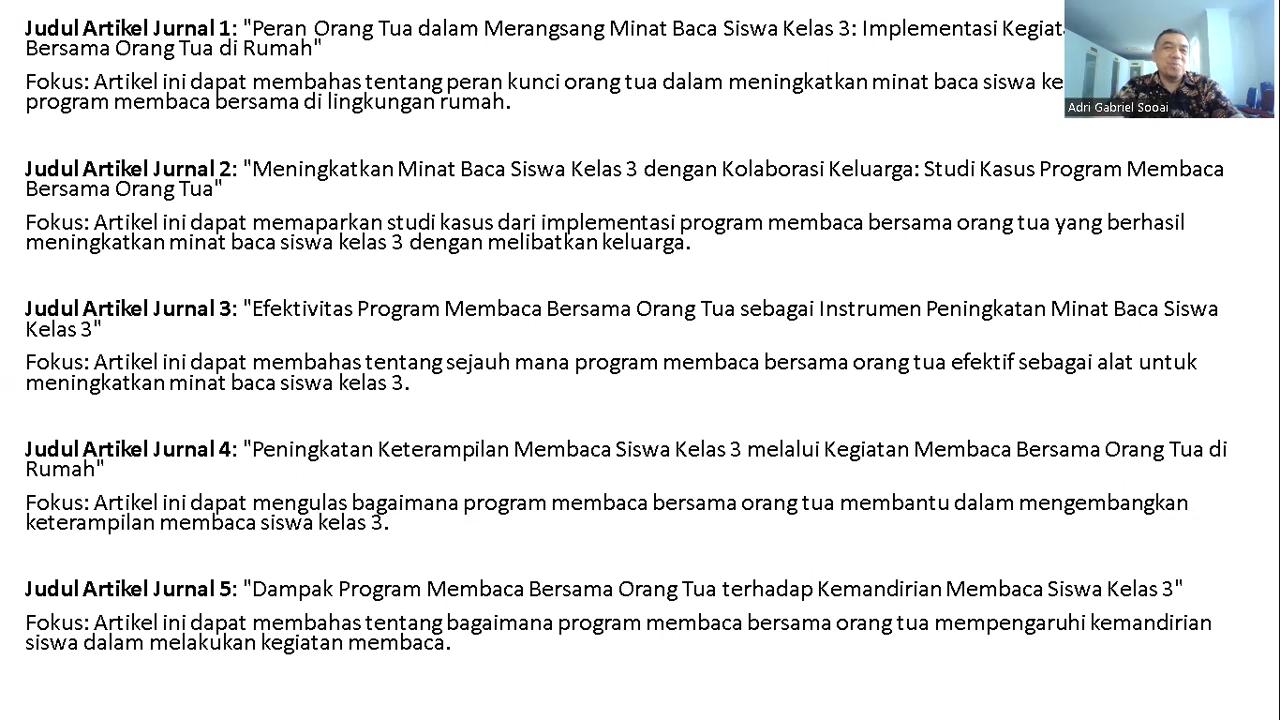 Judul Artikel Jurnal 1: "Peran Orang Tua dalam Merangsang Minat Baca Siswa Kelas 3: Implementasi
Bersama Orang Tua di Rumah"
Fokus: Artikel ini dapat membahas tentang peran kunci orang tua dalam meningkatkan minat baca siswa
program membaca bersama di lingkungan rumah.
Adri Gabriel Sooai
Judul Artikel Jurnal 2: "Meningkatkan Minat Baca Siswa Kelas 3 dengan Kolaborasi Keluarga: Studi Kasus Program Membaca
Bersama Orang Tua"
Fokus: Artikel ini dapat memaparkan studi kasus dari implementasi program membaca bersama orang tua yang berhasil
meningkatkan minat baca siswa kelas 3 dengan melibatkan keluarga.
Judul Artikel Jurnal 3: "Efektivitas Program Membaca Bersama Orang Tua sebagai Instrumen Peningkatan Minat Baca Siswa
Kelas 3"
Fokus: Artikel ini dapat membahas tentang sejauh mana program membaca bersama orang tua efektif sebagai alat untuk
meningkatkan minat baca siswa kelas 3.
Judul Artikel Jurnal 4: "Peningkatan Keterampilan Membaca Siswa Kelas 3 melalui Kegiatan Membaca Bersama Orang Tua di
Rumah"
Fokus: Artikel ini dapat mengulas bagaimana program membaca bersama orang tua membantu dalam mengembangkan
keterampilan membaca siswa kelas 3.
Judul Artikel Jurnal 5: "Dampak Program Membaca Bersama Orang Tua terhadap Kemandirian Membaca Siswa Kelas 3"
Fokus: Artikel ini dapat membahas tentang bagaimana program membaca bersama orang tua mempengaruhi kemandirian
siswa dalam melakukan kegiatan membaca.